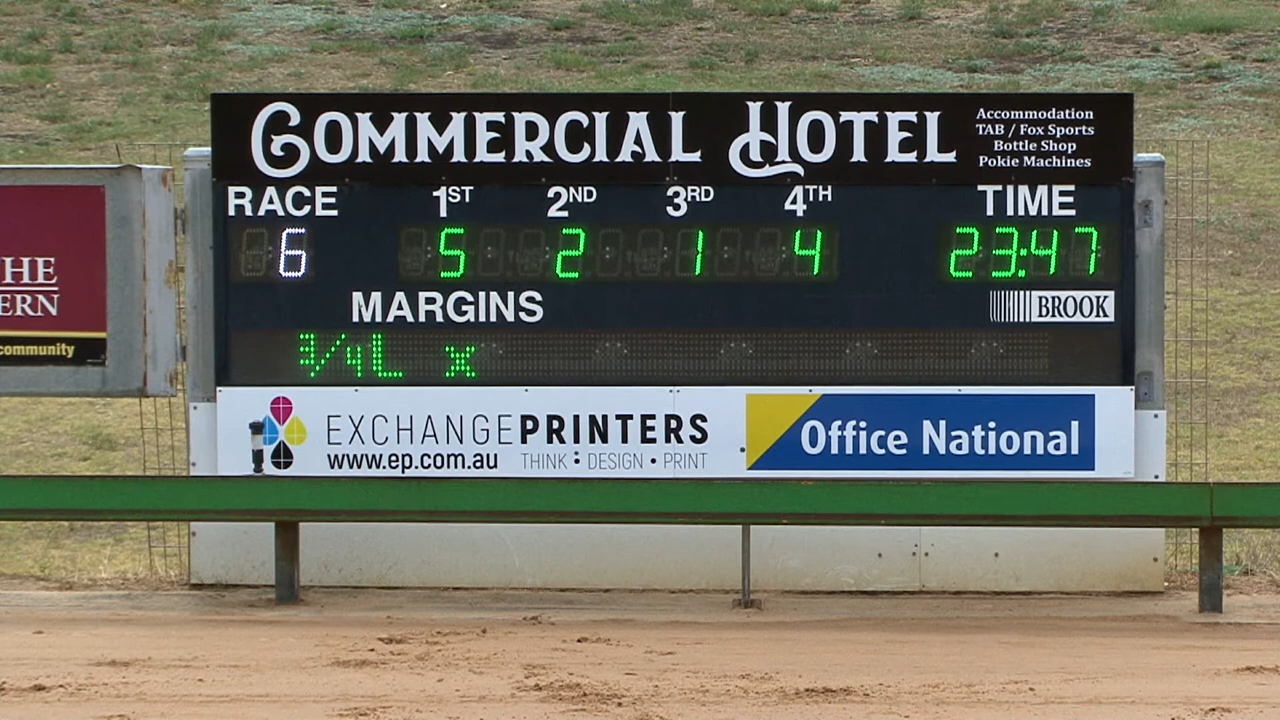 COMMERCIAL HOTEL
Accommodation
TAB / Fox Sports
Bottle Shop
Pokie Machines
RACE 1ST 2ND 3RD 4TH TIME
6 5 2 1 4 23:47
MARGINS
BROOK
3/4L x
HE
ERN
community
EXCHANGEPRINTERS
www.ep.com.au THINK • DESIGN • PRINT
Office National